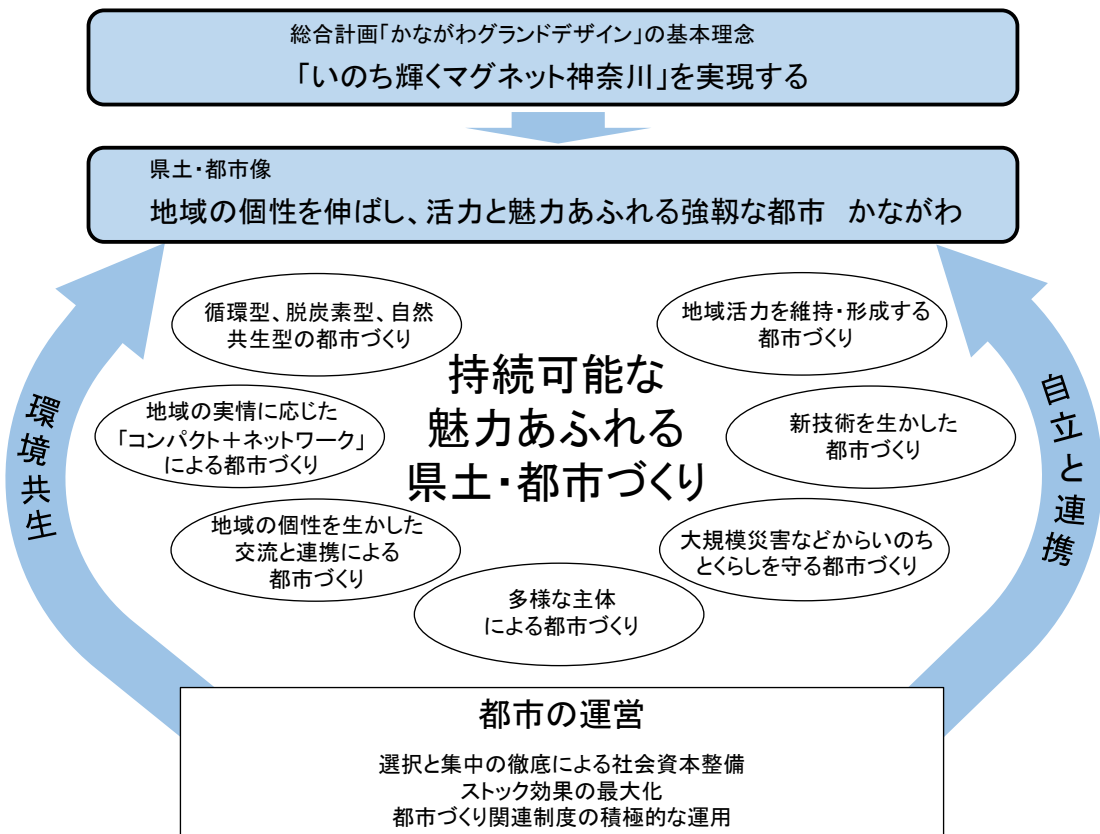 総合計画「かながわグランドデザイン」の基本理念
「いのち輝くマグネット神奈川」を実現する
県土・都市像
地域の個性を伸ばし、活力と魅力あふれる強靱な都市　かながわ
循環型、脱炭素型、自然
共生型の都市づくり
地域活力を維持・形成する
都市づくり
持続可能な
魅力あふれる
県土・都市づくり
環境共生
地域の実情に応じた
「コンパクト＋ネットワーク」
による都市づくり
新技術を生かした
都市づくり
自立と連携
地域の個性を生かした
交流と連携による
都市づくり
大規模災害などからいのち
とくらしを守る都市づくり
多様な主体
による都市づくり
都市の運営
選択と集中の徹底による社会資本整備
ストック効果の最大化
都市づくり関連制度の積極的な運用